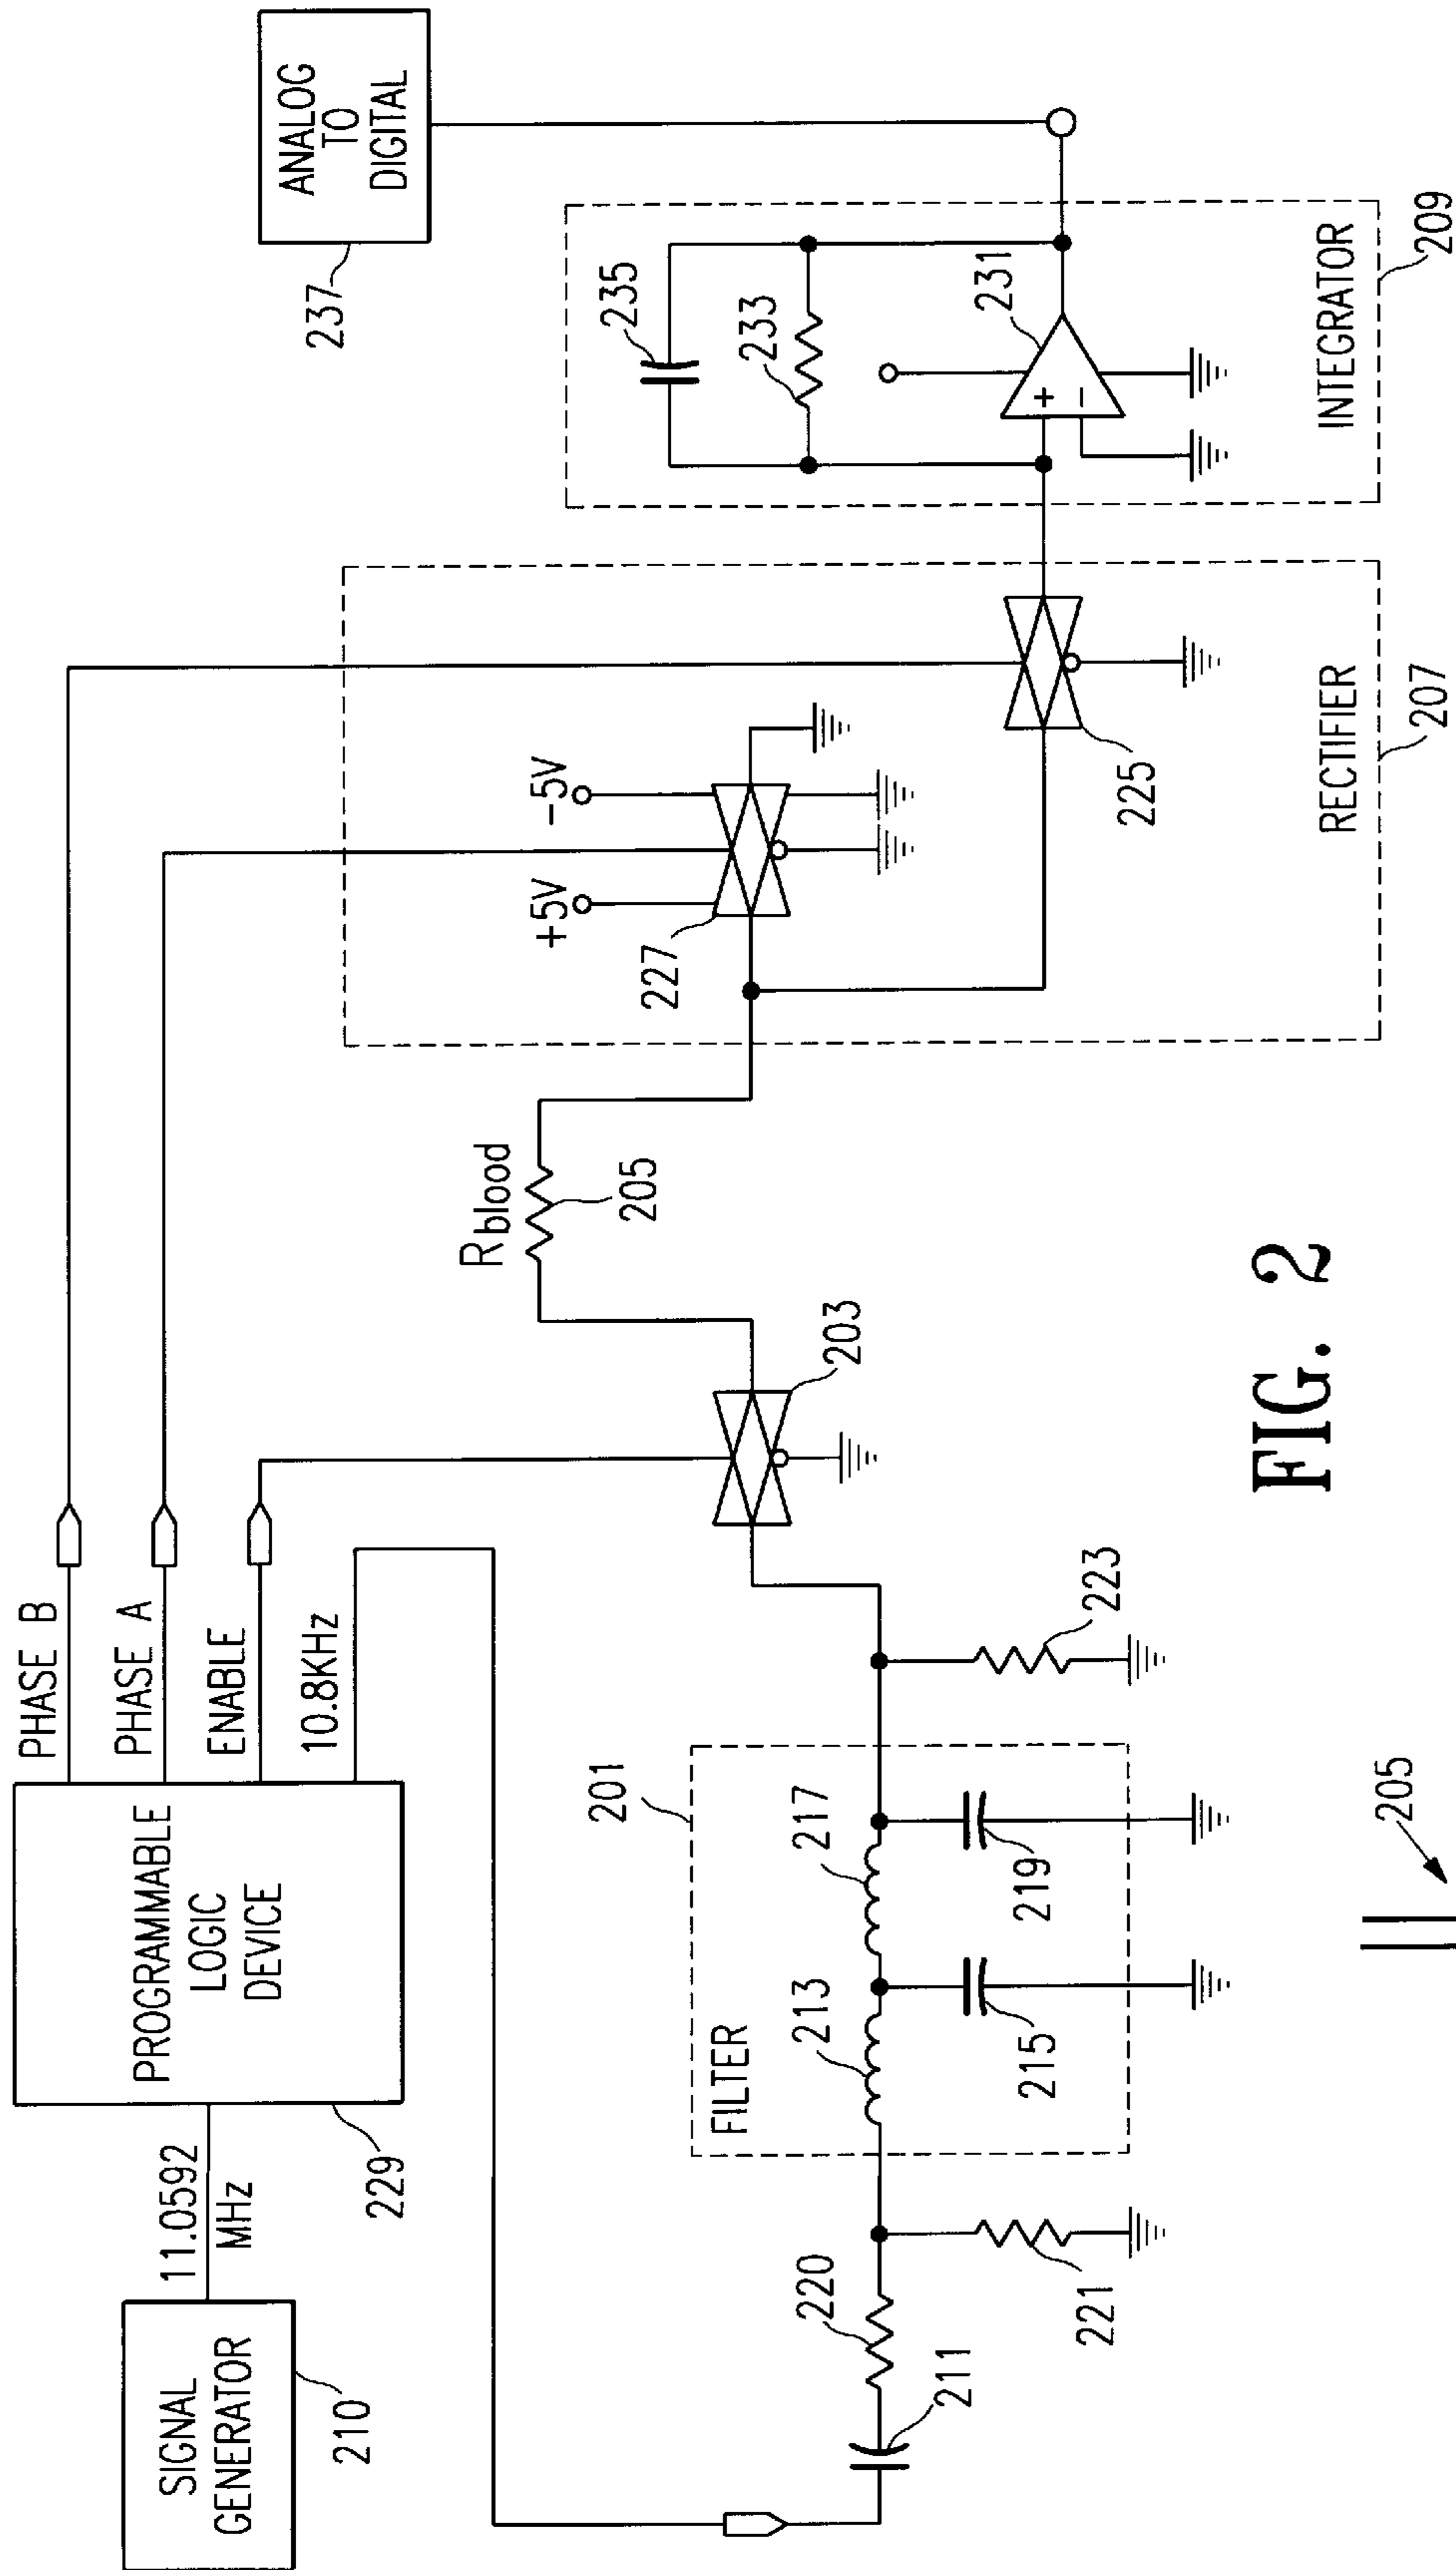 SIGNAL
GENERATOR
210
11.0592
MHz
PROGRAMMABLE
LOGIC
DEVICE
229
PHASE B
PHASE A
ENABLE
10.8KHz
211
220
221
FILTER
201
213
215
217
219
223
203
Rblood
205
RECTIFIER
207
227
+5V
-5V
225
INTEGRATOR
209
235
233
231
+
−
ANALOG
TO
DIGITAL
237
205
FIG. 2